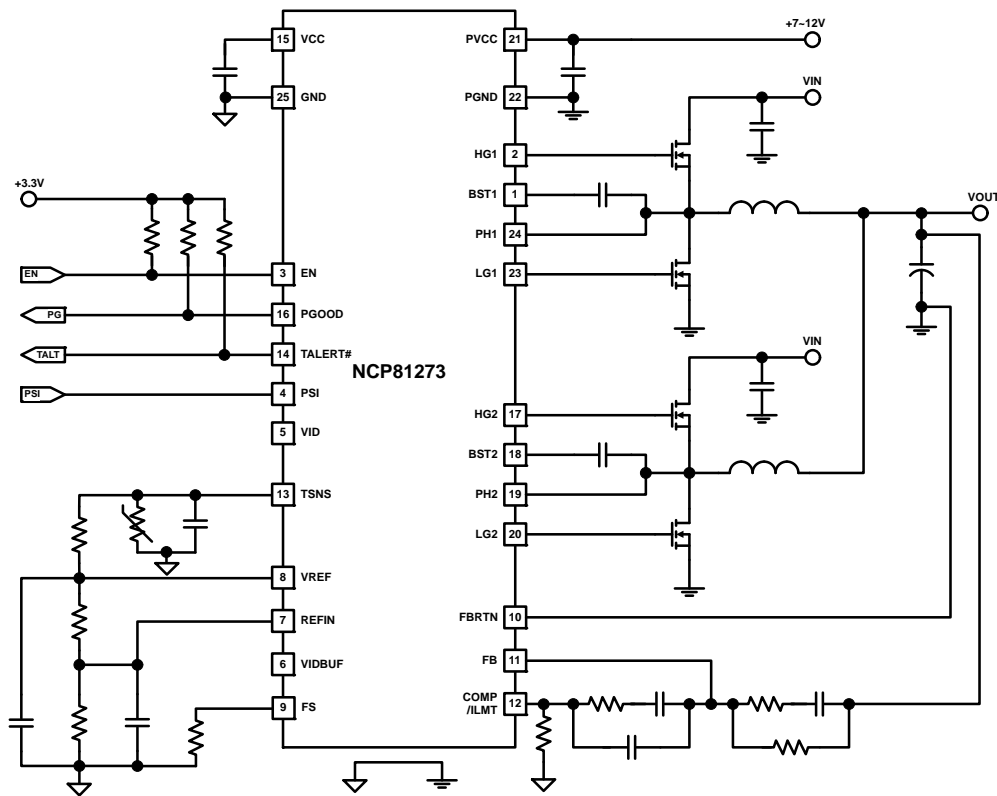 15 VCC
PVCC 21
+7~12V
25 GND
PGND 22
VIN
HG1 2
+3.3V
BST1 1
VOUT
PH1 24
EN
3 EN
LG1 23
PG
16 PGOOD
TALT
14 TALERT#
VIN
NCP81273
PSI
4 PSI
HG2 17
5 VID
BST2 18
13 TSNS
PH2 19
LG2 20
8 VREF
7 REFIN
FBRTN 10
6 VIDBUF
FB 11
9 FS
COMP
/ILMT 12